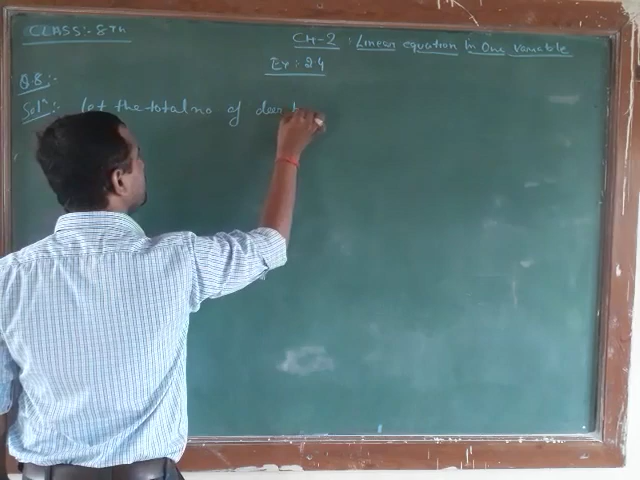 CLASS:- 8th
CH-2 : Linear equation In One variable
Ex : 2.4
Q.8:-
Solⁿ:- Let the total no of deer